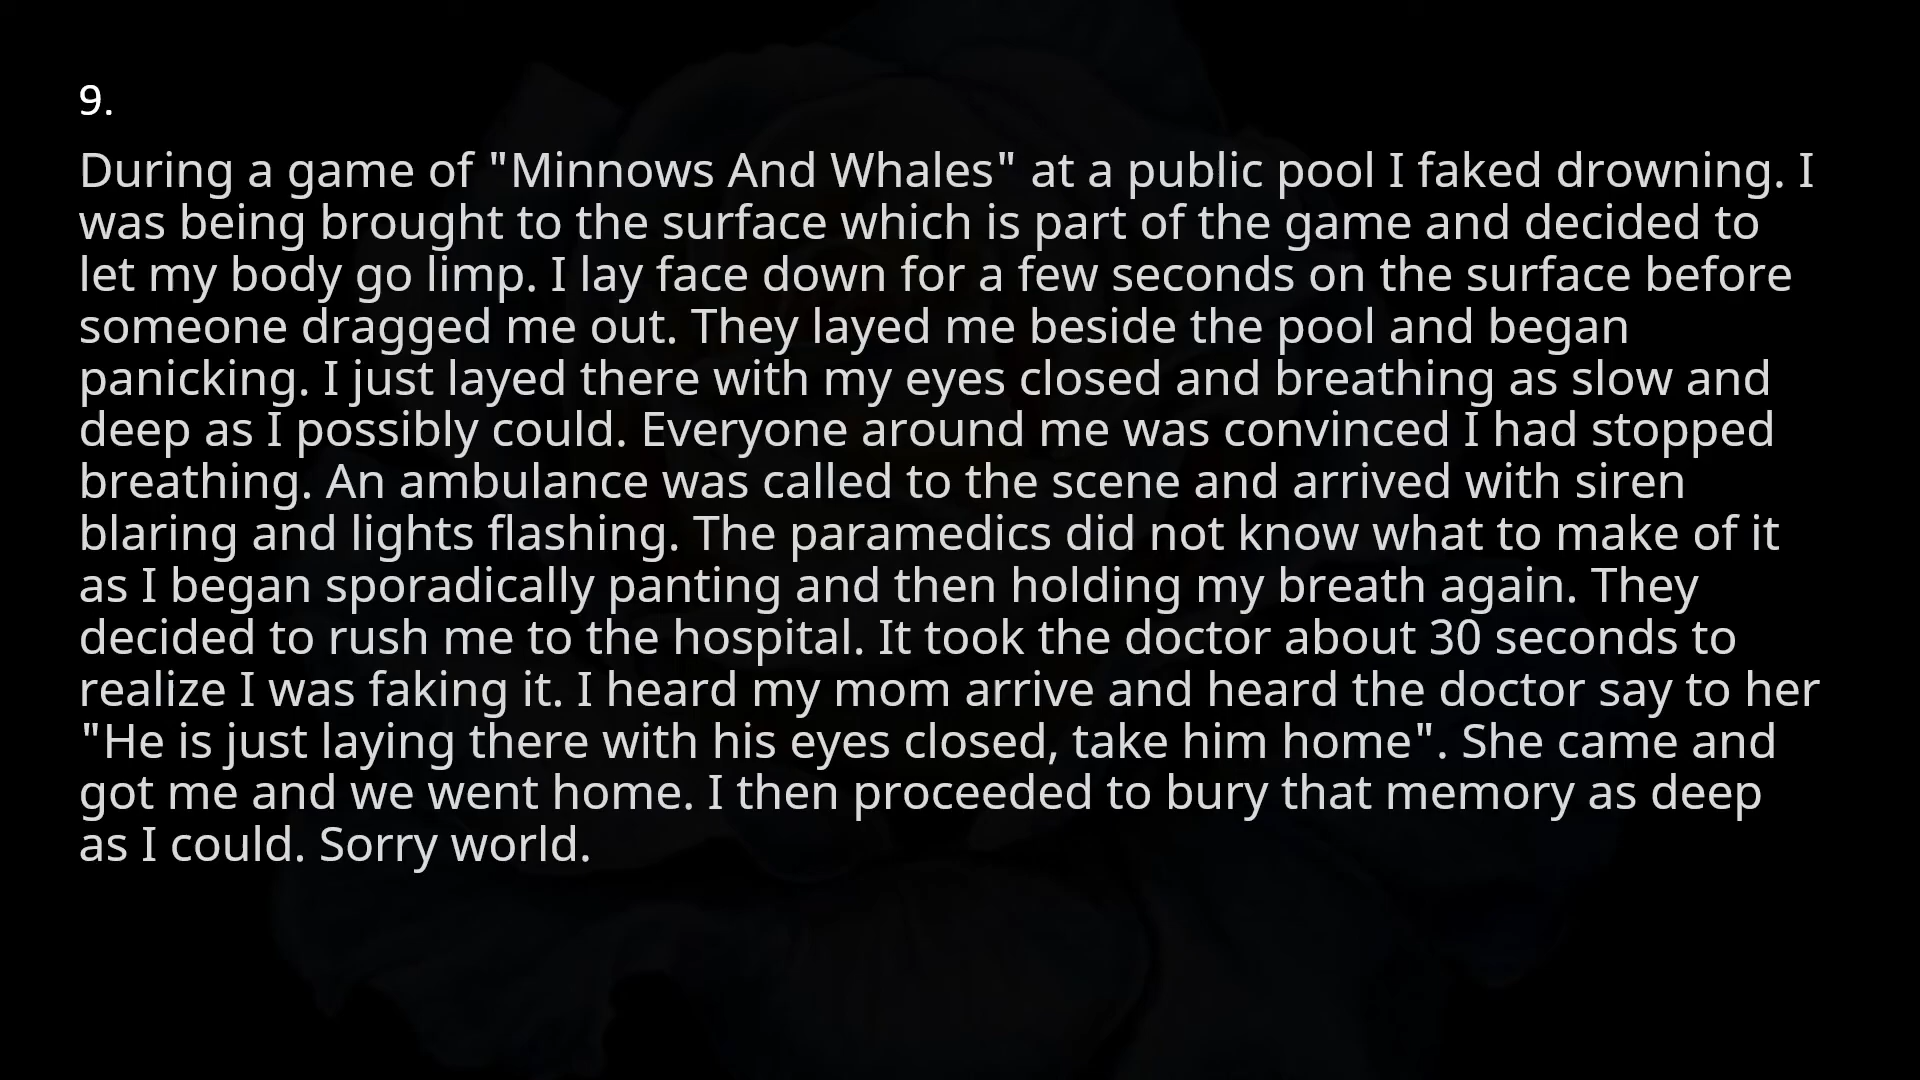 9.
During a game of "Minnows And Whales" at a public pool I faked drowning. I
was being brought to the surface which is part of the game and decided to
let my body go limp. I lay face down for a few seconds on the surface before
someone dragged me out. They layed me beside the pool and began
panicking. I just layed there with my eyes closed and breathing as slow and
deep as I possibly could. Everyone around me was convinced I had stopped
breathing. An ambulance was called to the scene and arrived with siren
blaring and lights flashing. The paramedics did not know what to make of it
as I began sporadically panting and then holding my breath again. They
decided to rush me to the hospital. It took the doctor about 30 seconds to
realize I was faking it. I heard my mom arrive and heard the doctor say to her
"He is just laying there with his eyes closed, take him home". She came and
got me and we went home. I then proceeded to bury that memory as deep
as I could. Sorry world.